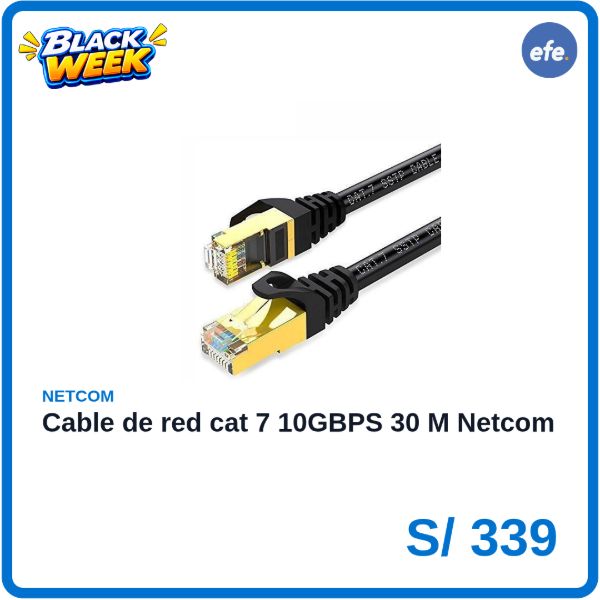 BLACK
WEEK
efe.
CAT.7 SSTP CABLE
CAT.7 SSTP
NETCOM
Cable de red cat 7 10GBPS 30 M Netcom
S/ 339